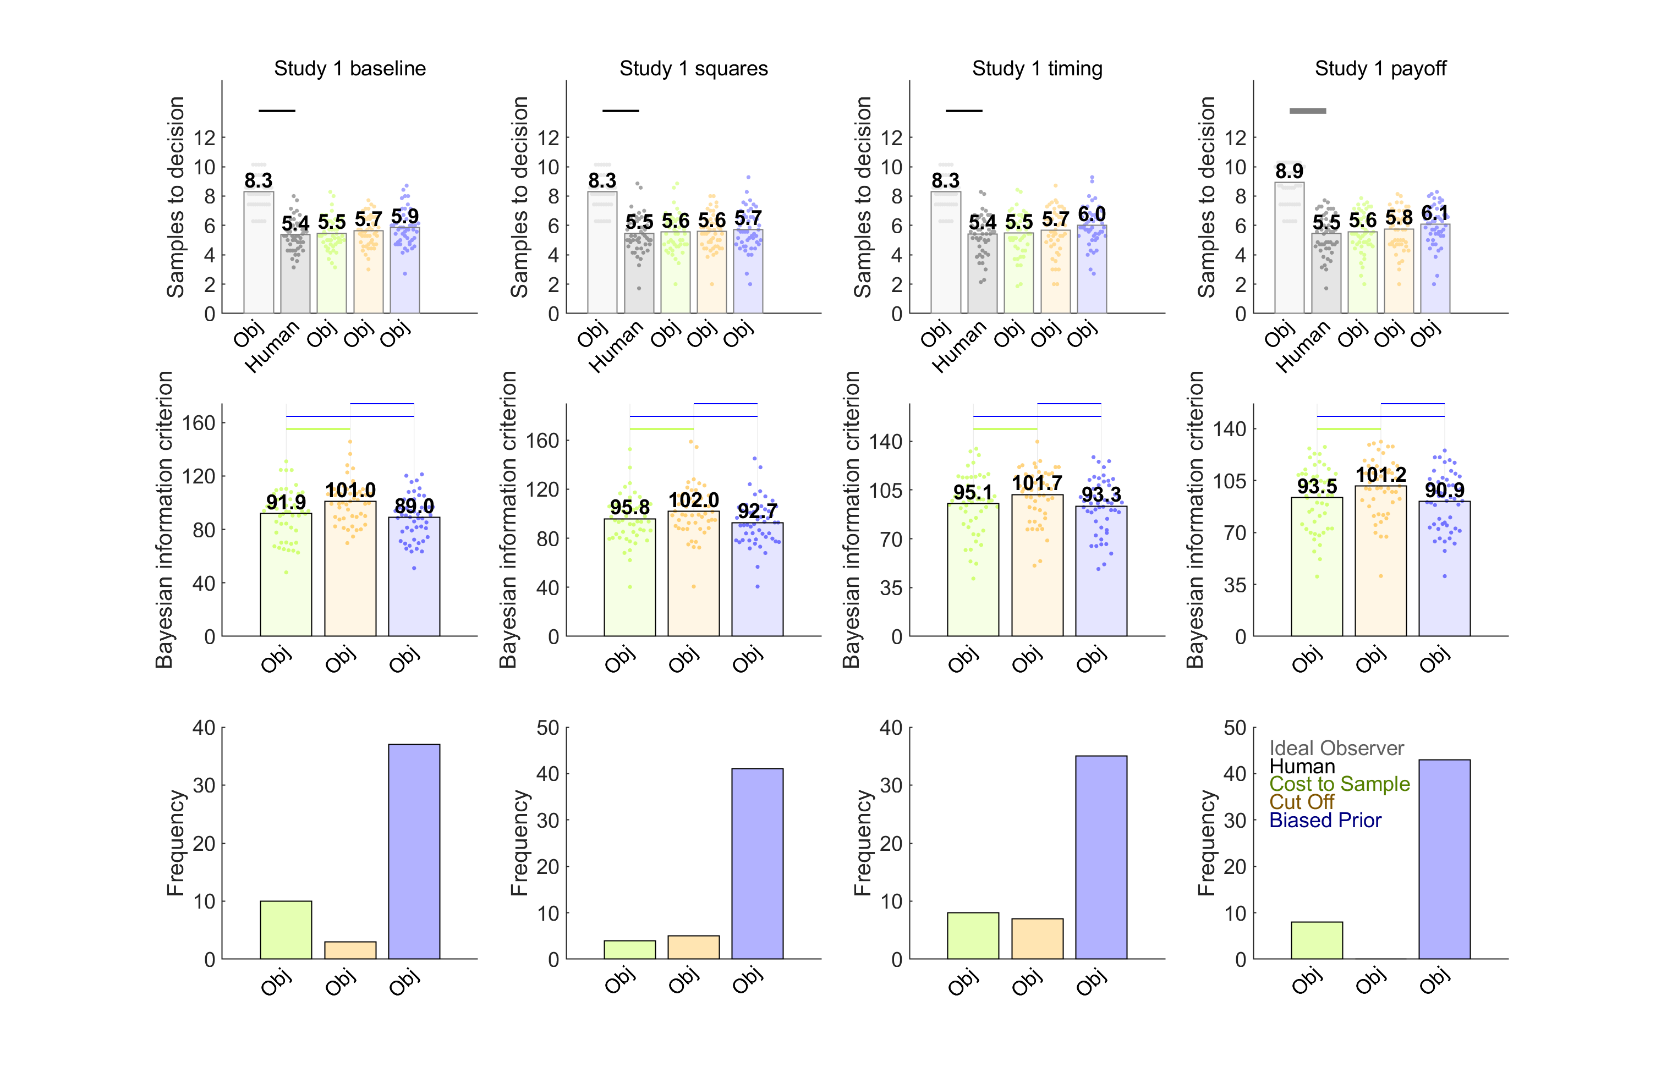 Study 1 baseline
Study 1 squares
Study 1 timing
Study 1 payoff
Samples to decision
12
10
8
6
4
2
0
8.3
5.4
5.5
5.7
5.9
Obj
Human
Obj
Obj
Obj
Samples to decision
12
10
8
6
4
2
0
8.3
5.5
5.6
5.6
5.7
Obj
Human
Obj
Obj
Obj
Samples to decision
12
10
8
6
4
2
0
8.3
5.4
5.5
5.7
6.0
Obj
Human
Obj
Obj
Obj
Samples to decision
12
10
8
6
4
2
0
8.9
5.5
5.6
5.8
6.1
Obj
Human
Obj
Obj
Obj
Bayesian information criterion
160
120
80
40
0
91.9
101.0
89.0
Obj
Obj
Obj
Bayesian information criterion
160
120
80
40
0
95.8
102.0
92.7
Obj
Obj
Obj
Bayesian information criterion
140
105
70
35
0
95.1
101.7
93.3
Obj
Obj
Obj
Bayesian information criterion
140
105
70
35
0
93.5
101.2
90.9
Obj
Obj
Obj
Frequency
40
30
20
10
0
Obj
Obj
Obj
Frequency
50
40
30
20
10
0
Obj
Obj
Obj
Frequency
40
30
20
10
0
Obj
Obj
Obj
Frequency
50
40
30
20
10
0
Ideal Observer
Human
Cost to Sample
Cut Off
Biased Prior
Obj
Obj
Obj